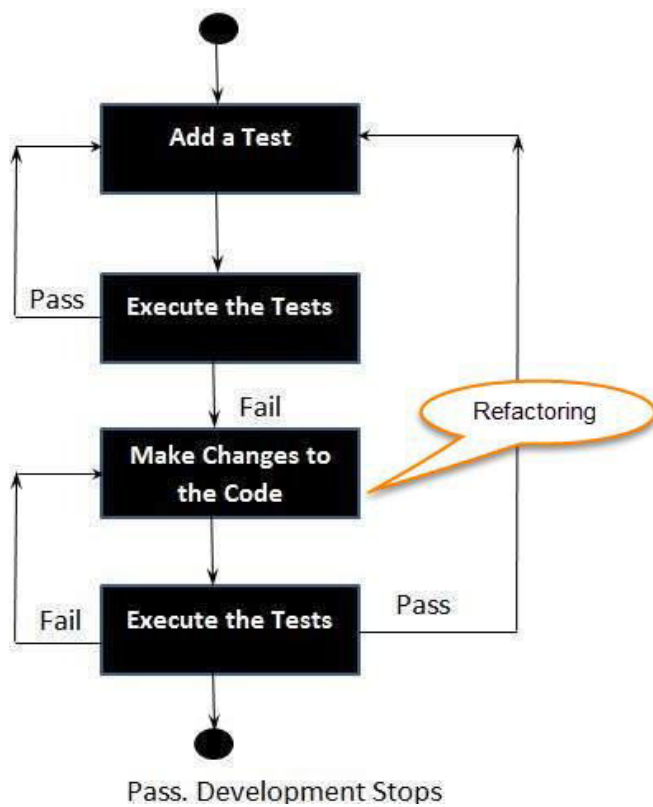 Add a Test
Pass
Execute the Tests
Fail
Refactoring
Make Changes to
the Code
Fail
Execute the Tests
Pass
Pass. Development Stops